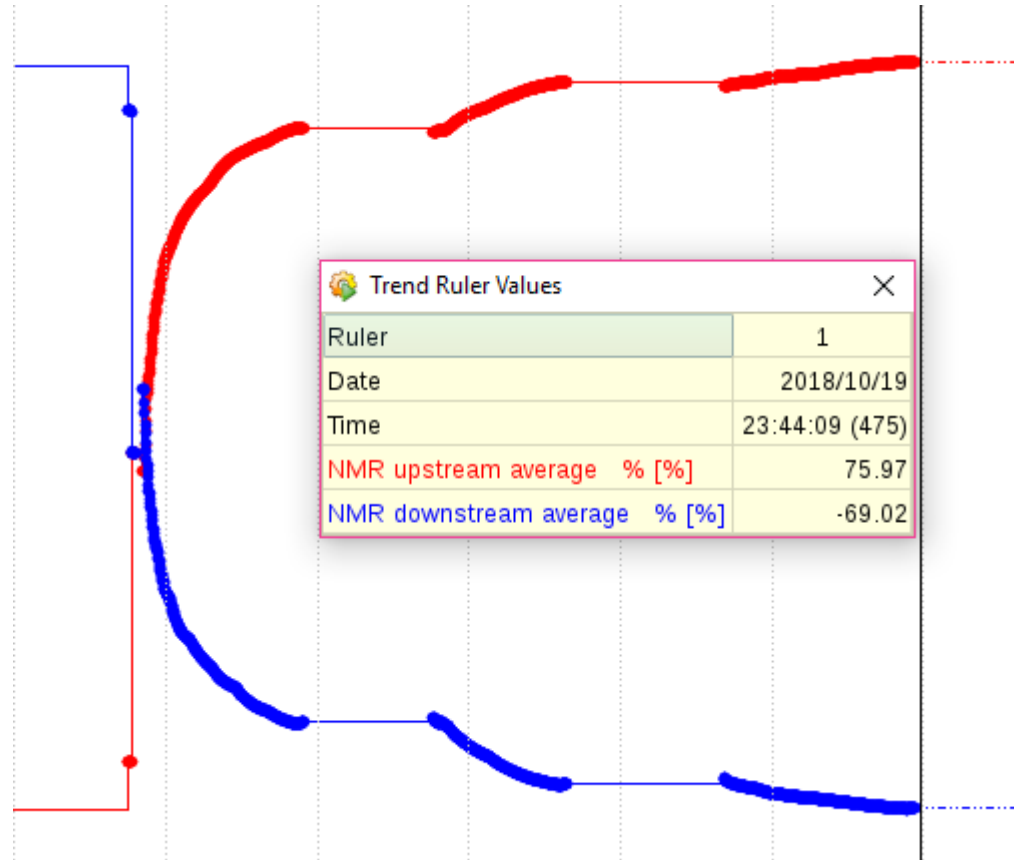 Trend Ruler Values
Ruler 1
Date 2018/10/19
Time 23:44:09 (475)
NMR upstream average % [%] 75.97
NMR downstream average % [%] -69.02